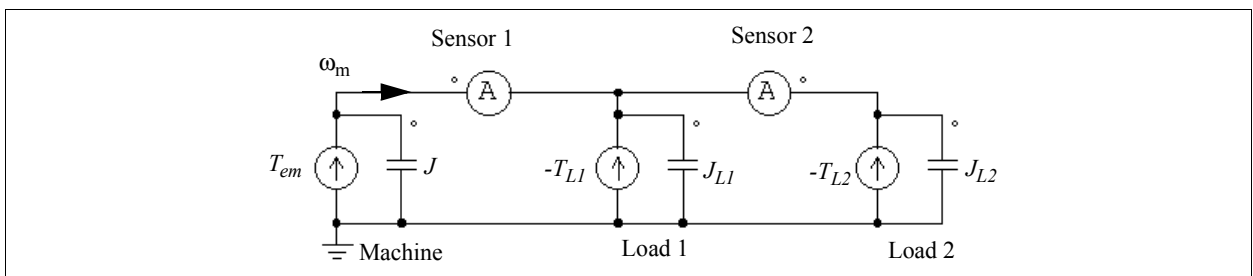 Sensor 1
Sensor 2
ωm
A
A
Tem
J
-TL1
JL1
-TL2
JL2
Machine
Load 1
Load 2